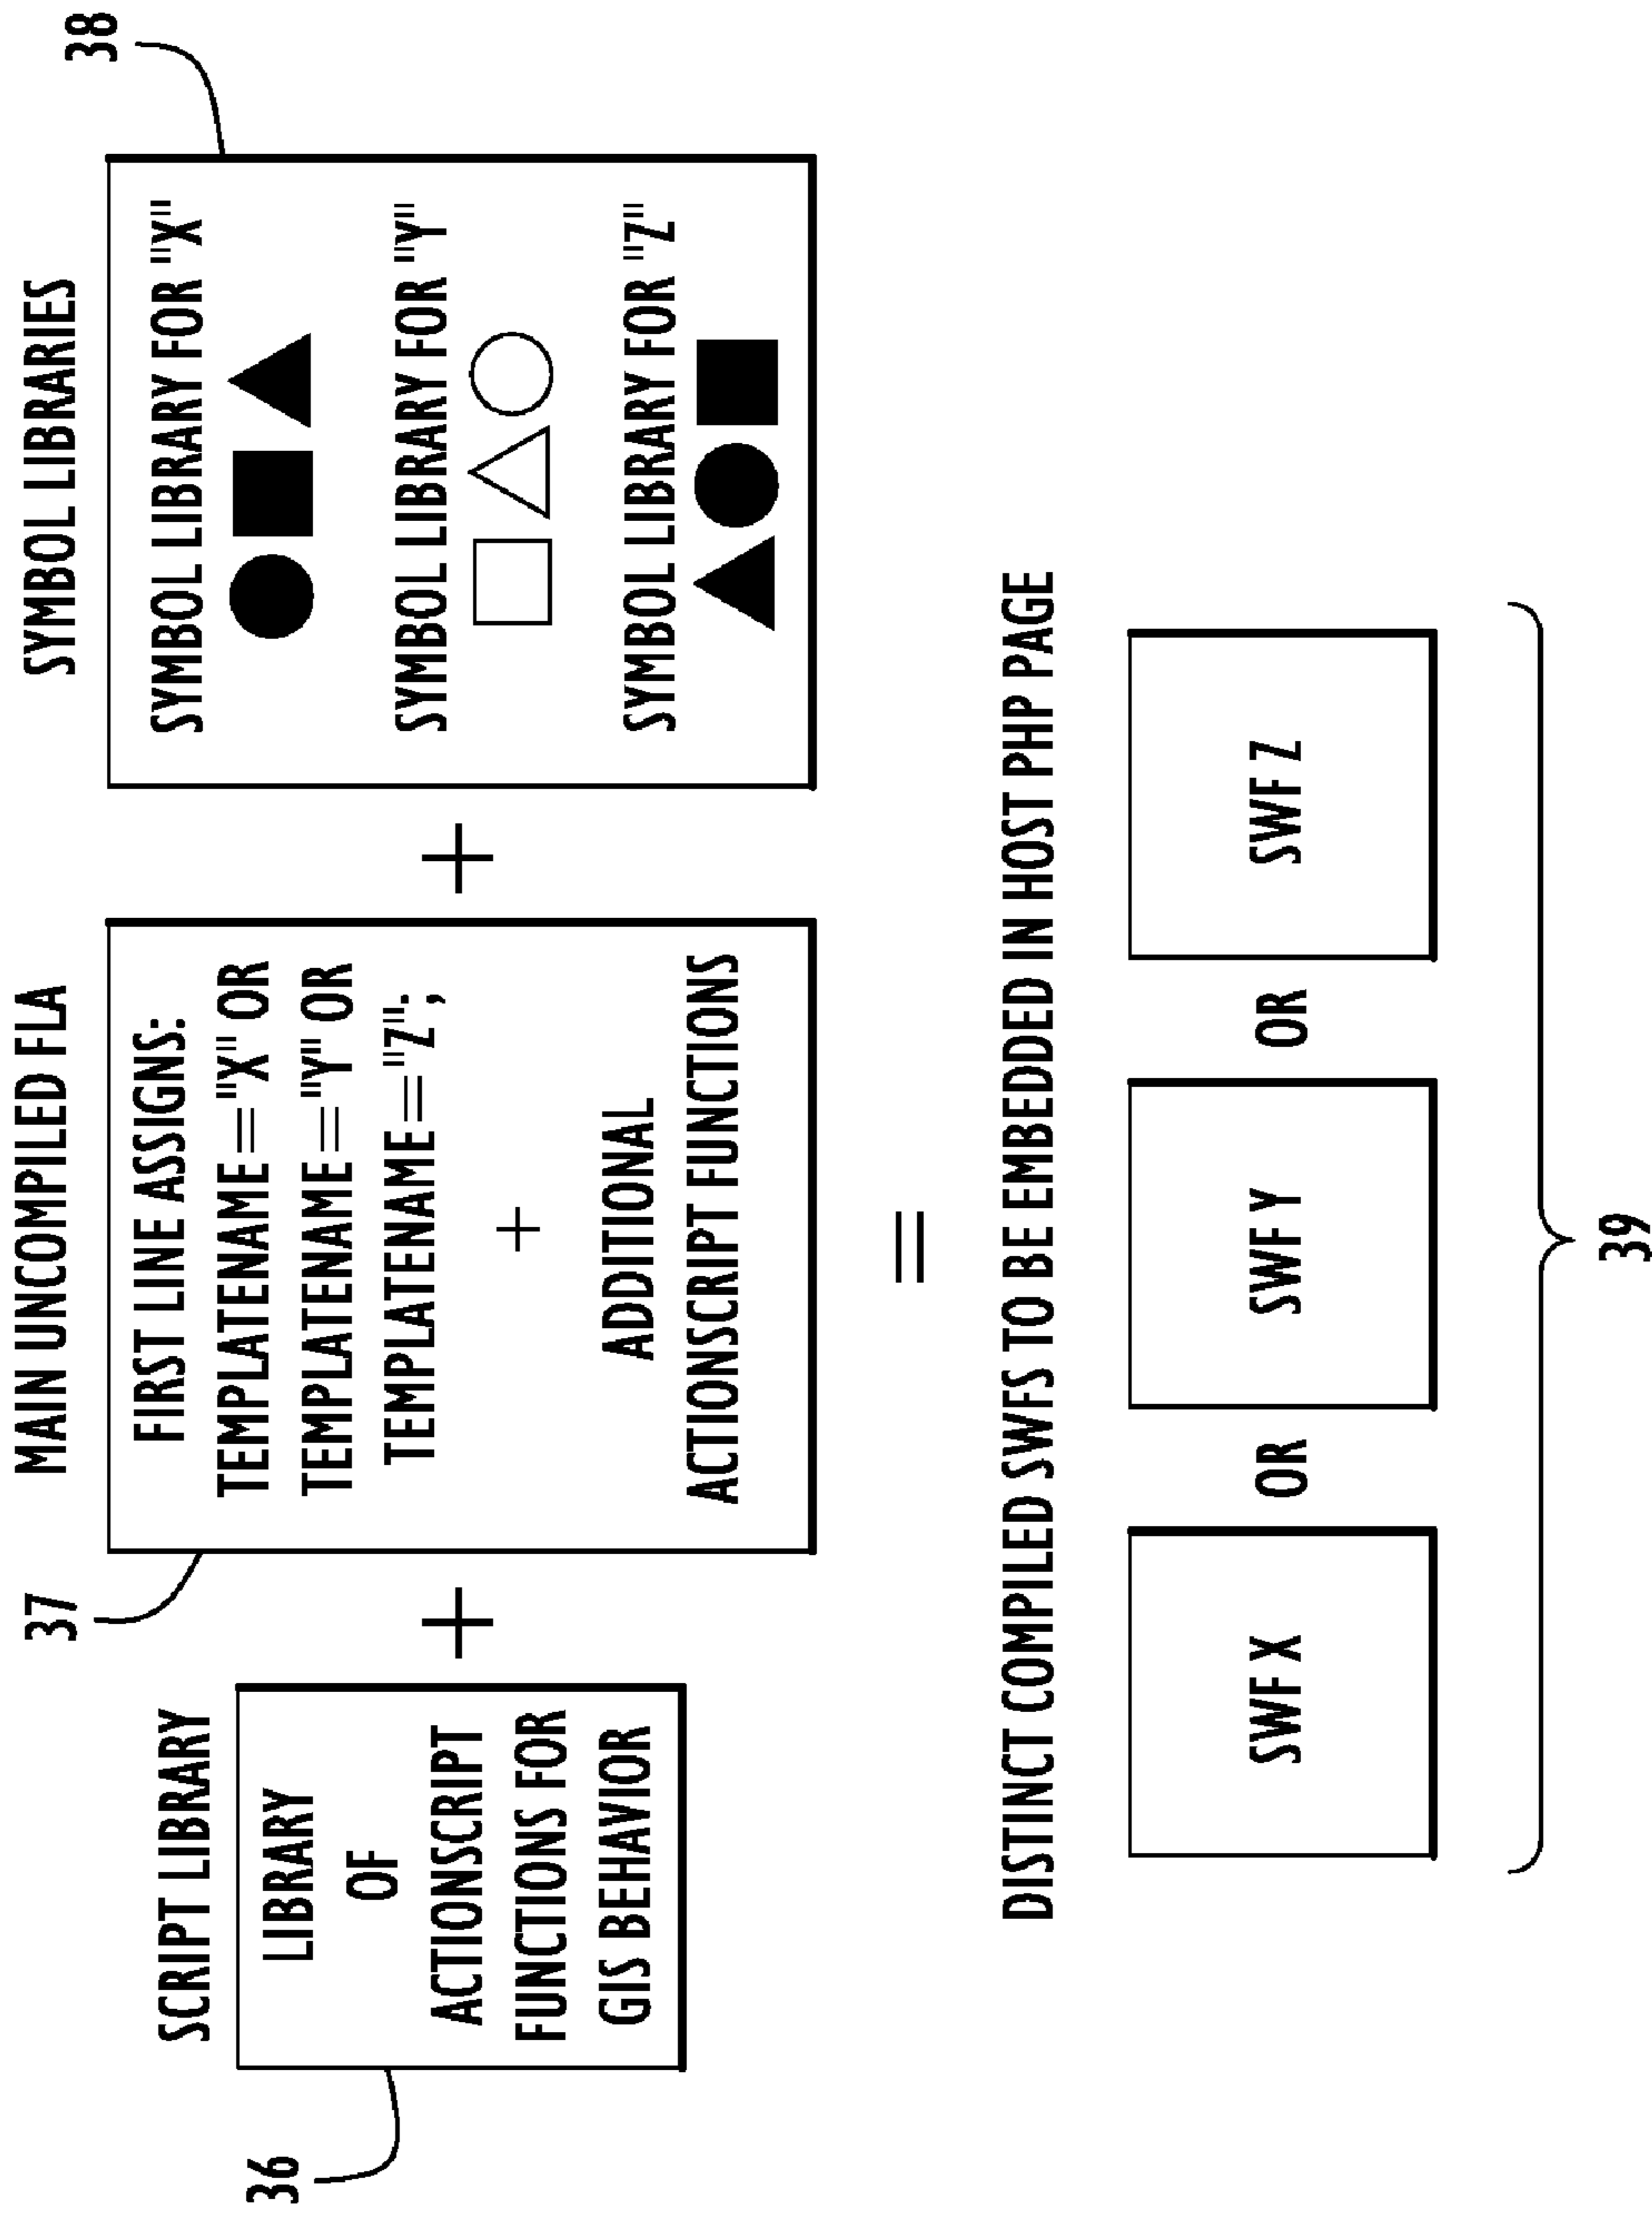 SCRIPT LIBRARY
36
LIBRARY
OF
ACTIONSCRIPT
FUNCTIONS FOR
GIS BEHAVIOR
+
MAIN UNCOMPILED FLA
37
FIRST LINE ASSIGNS:
TEMPLATENAME="X" OR
TEMPLATENAME="Y" OR
TEMPLATENAME="Z";
+
ADDITIONAL
ACTIONSCRIPT FUNCTIONS
+
SYMBOL LIBRARIES
38
SYMBOL LIBRARY FOR "X"
SYMBOL LIBRARY FOR "Y"
SYMBOL LIBRARY FOR "Z"
=
DISTINCT COMPILED SWFS TO BE EMBEDDED IN HOST PHP PAGE
SWF X
OR
SWF Y
OR
SWF Z
39